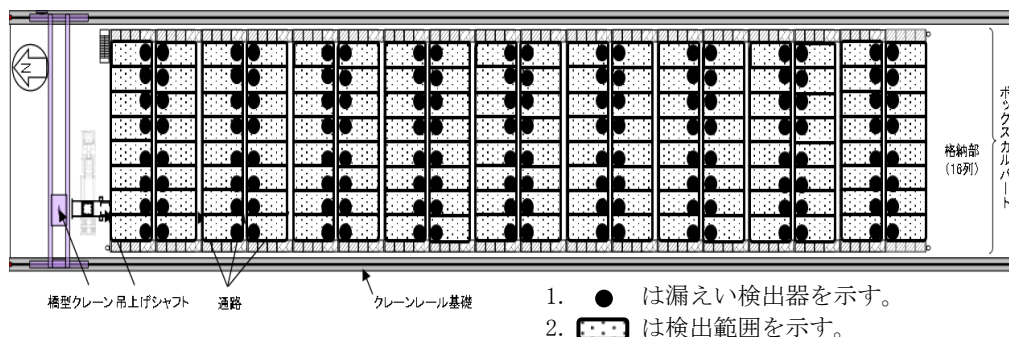 N
ボックスカルバート
格納部
(16列)
橋型クレーン 吊上げシャフト 通路 クレーンレール基礎
1. ● は漏えい検出器を示す。
2. は検出範囲を示す。